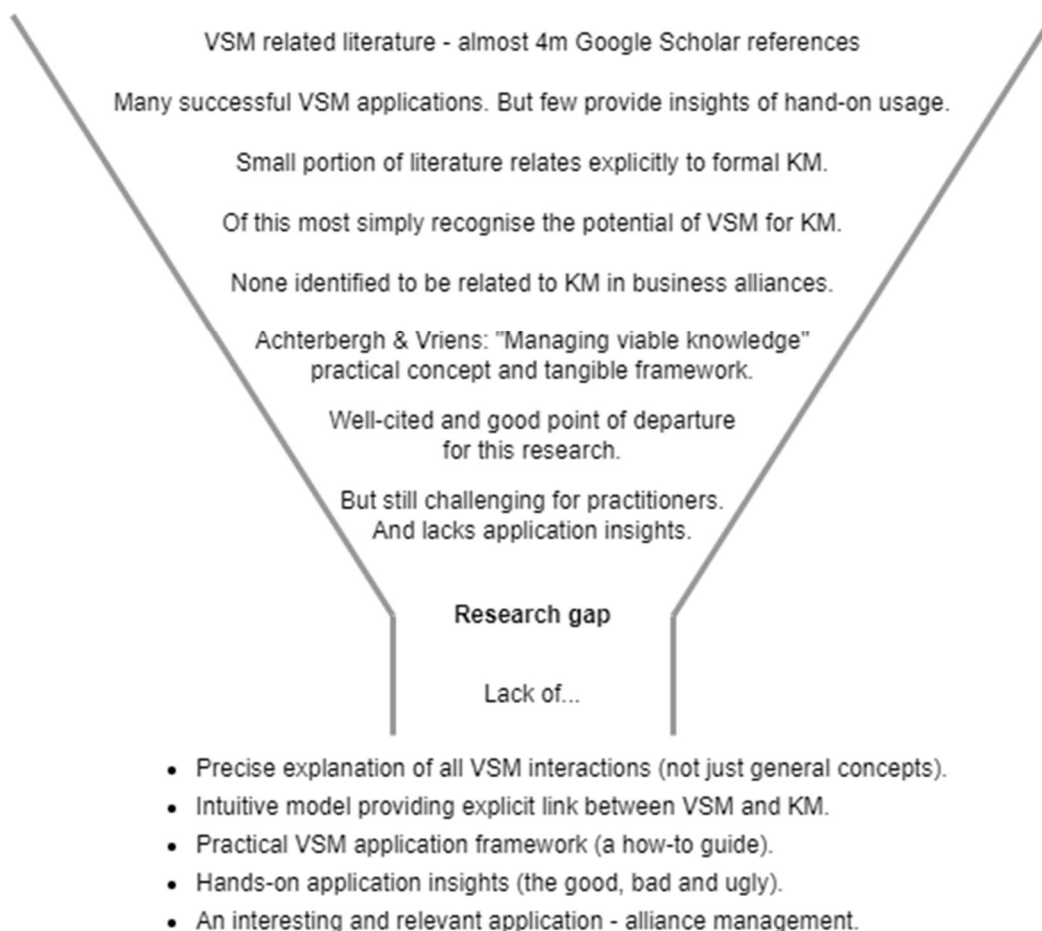 VSM related literature - almost 4m Google Scholar references
Many successful VSM applications. But few provide insights of hand-on usage.
Small portion of literature relates explicitly to formal KM.
Of this most simply recognise the potential of VSM for KM.
None identified to be related to KM in business alliances.
Achterbergh & Vriens: "Managing viable knowledge"
practical concept and tangible framework.
Well-cited and good point of departure
for this research.
But still challenging for practitioners.
And lacks application insights.
Research gap
Lack of...
• Precise explanation of all VSM interactions (not just general concepts).
• Intuitive model providing explicit link between VSM and KM.
• Practical VSM application framework (a how-to guide).
• Hands-on application insights (the good, bad and ugly).
• An interesting and relevant application - alliance management.